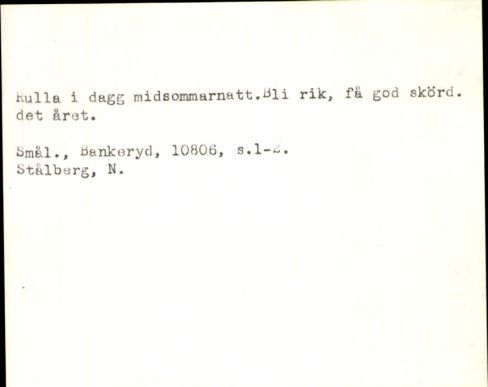 Rulla i dagg midsommarnatt.Bli rik, få god skörd.
det året.
Smål., Bankeryd, 10806, s.1-2.
Stålberg, N.